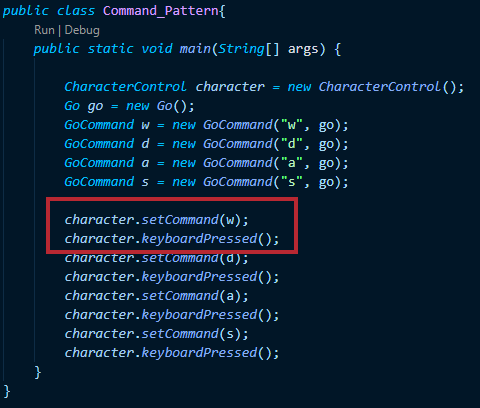 public class Command_Pattern{
Run | Debug
public static void main(String[] args) {
CharacterControl character = new CharacterControl();
Go go = new Go();
GoCommand w = new GoCommand("w", go);
GoCommand d = new GoCommand("d", go);
GoCommand a = new GoCommand("a", go);
GoCommand s = new GoCommand("s", go);
character.setCommand(w);
character.keyboardPressed();
character.setCommand(d);
character.keyboardPressed();
character.setCommand(a);
character.keyboardPressed();
character.setCommand(s);
character.keyboardPressed();
}
}